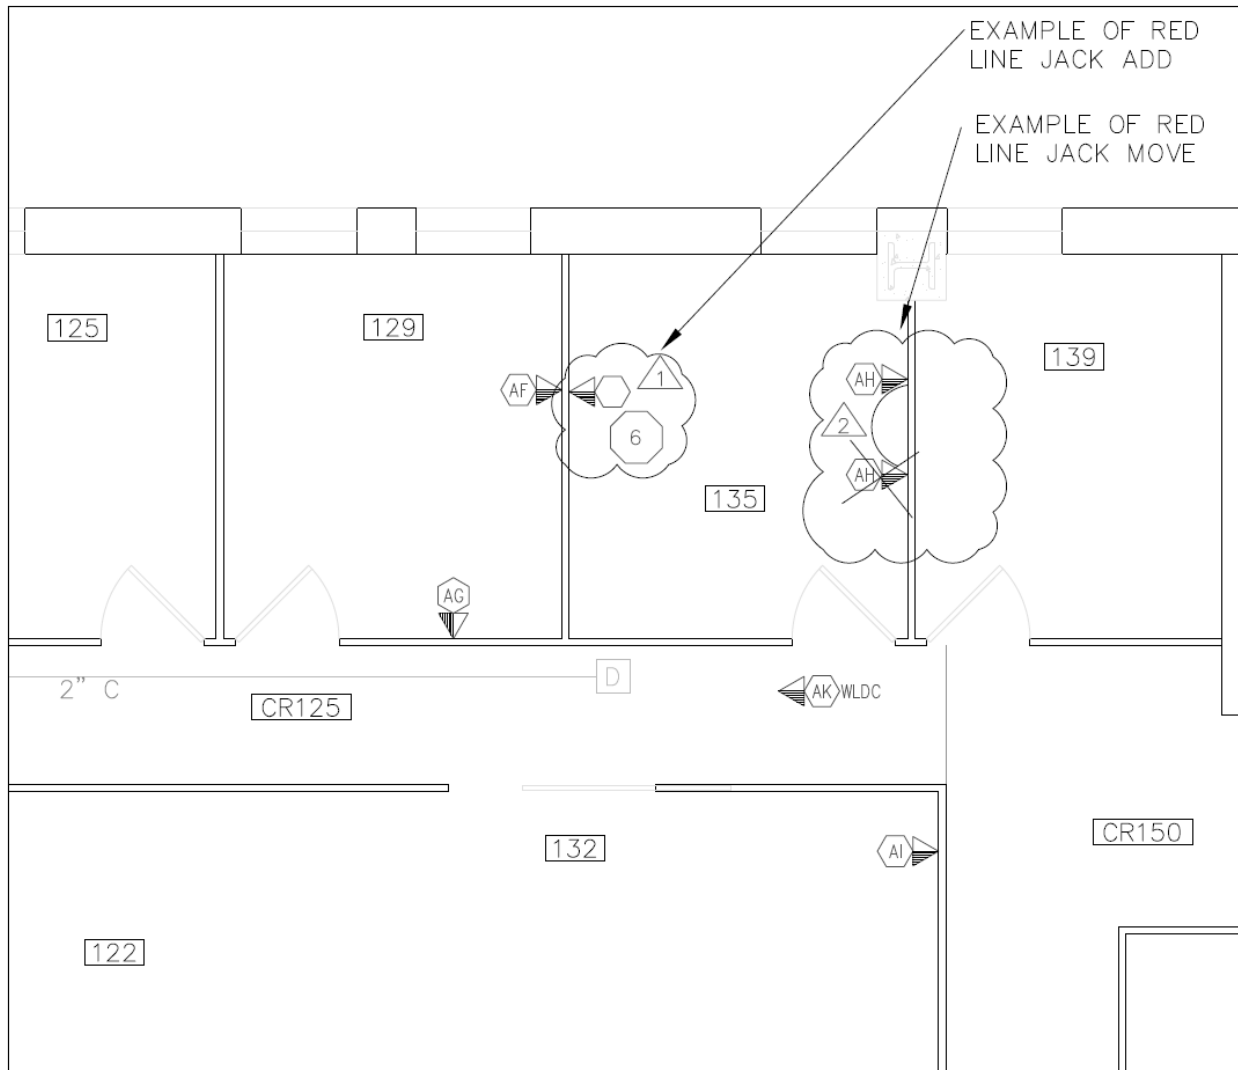 EXAMPLE OF RED
LINE JACK ADD
EXAMPLE OF RED
LINE JACK MOVE
125
129
139
1
AF
AH
6
2
AH
135
AG
2" C
D
CR125
AK WLDC
132
AI
CR150
122